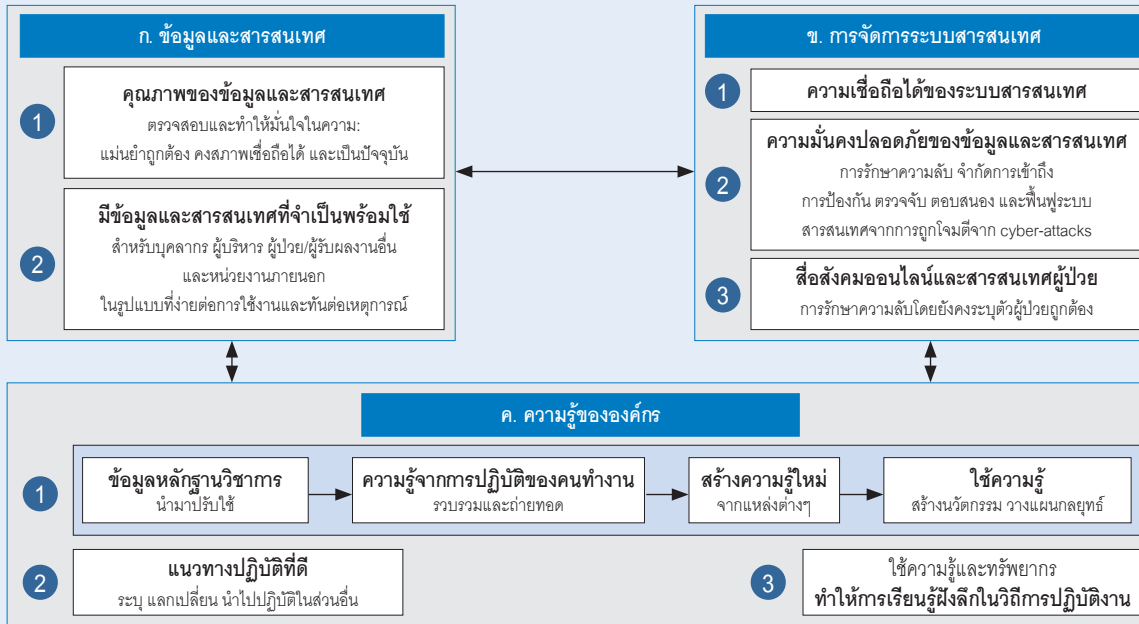 ก. ข้อมูลและสารสนเทศ
1
คุณภาพของข้อมูลและสารสนเทศ
ตรวจสอบและทำให้มั่นใจในความ:
แม่นยำถูกต้อง คงสภาพเชื่อถือได้ และเป็นปัจจุบัน
2
มีข้อมูลและสารสนเทศที่จำเป็นพร้อมใช้
สำหรับบุคลากร ผู้บริหาร ผู้ป่วย/ผู้รับผลงานอื่น
และหน่วยงานภายนอก
ในรูปแบบที่ง่ายต่อการใช้งานและทันต่อเหตุการณ์
ข. การจัดการระบบสารสนเทศ
1
ความเชื่อถือได้ของระบบสารสนเทศ
2
ความมั่นคงปลอดภัยของข้อมูลและสารสนเทศ
การรักษาความลับ จำกัดการเข้าถึง
การป้องกัน ตรวจจับ ตอบสนอง และฟื้นฟูระบบ
สารสนเทศจากการถูกโจมตีจาก cyber-attacks
3
สื่อสังคมออนไลน์และสารสนเทศผู้ป่วย
การรักษาความลับโดยยังคงระบุตัวผู้ป่วยถูกต้อง
ค. ความรู้ขององค์กร
1
ข้อมูลหลักฐานวิชาการ
นำมาปรับใช้
ความรู้จากการปฏิบัติของคนทำงาน
รวบรวมและถ่ายทอด
สร้างความรู้ใหม่
จากแหล่งต่างๆ
ใช้ความรู้
สร้างนวัตกรรม วางแผนกลยุทธ์
2
แนวทางปฏิบัติที่ดี
ระบุ แลกเปลี่ยน นำไปปฏิบัติในส่วนอื่น
3
ใช้ความรู้และทรัพยากร
ทำให้การเรียนรู้ฝังลึกในวิถีการปฏิบัติงาน